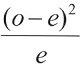 (o – e)²
e